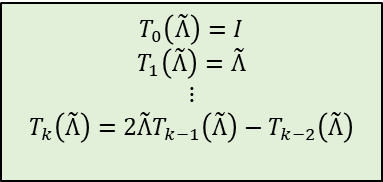 T₀(Λ̃) = I
T₁(Λ̃) = Λ̃
⋮
Tₖ(Λ̃) = 2Λ̃Tₖ₋₁(Λ̃) − Tₖ₋₂(Λ̃)